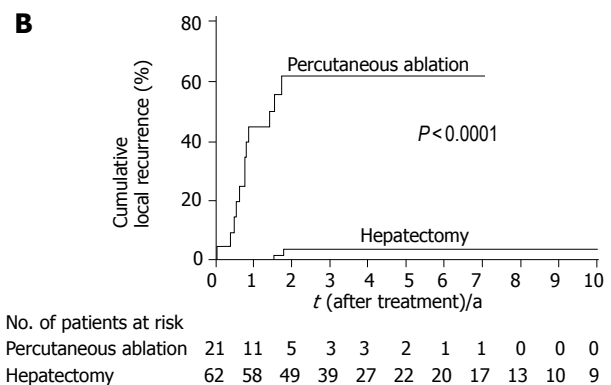 B
80
60
40
20
0
Cumulative
local recurrence (%)
Percutaneous ablation
P<0.0001
Hepatectomy
0 1 2 3 4 5 6 7 8 9 10
t (after treatment)/a
No. of patients at risk
Percutaneous ablation 21 11 5 3 3 2 1 1 0 0 0
Hepatectomy 62 58 49 39 27 22 20 17 13 10 9